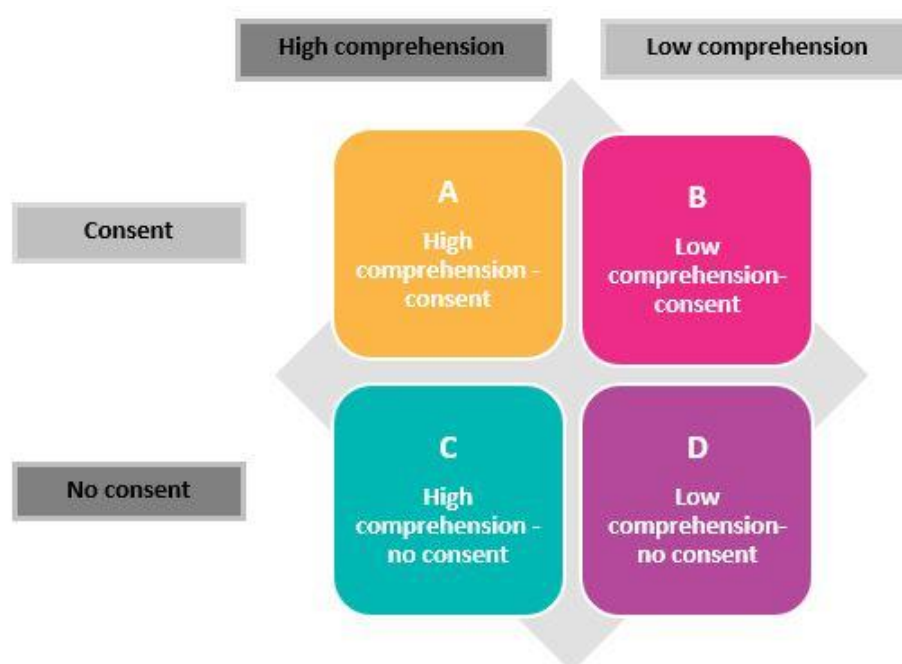 High comprehension
Low comprehension
Consent
A
High
comprehension -
consent
B
Low
comprehension-
consent
No consent
C
High
comprehension -
no consent
D
Low
comprehension-
no consent